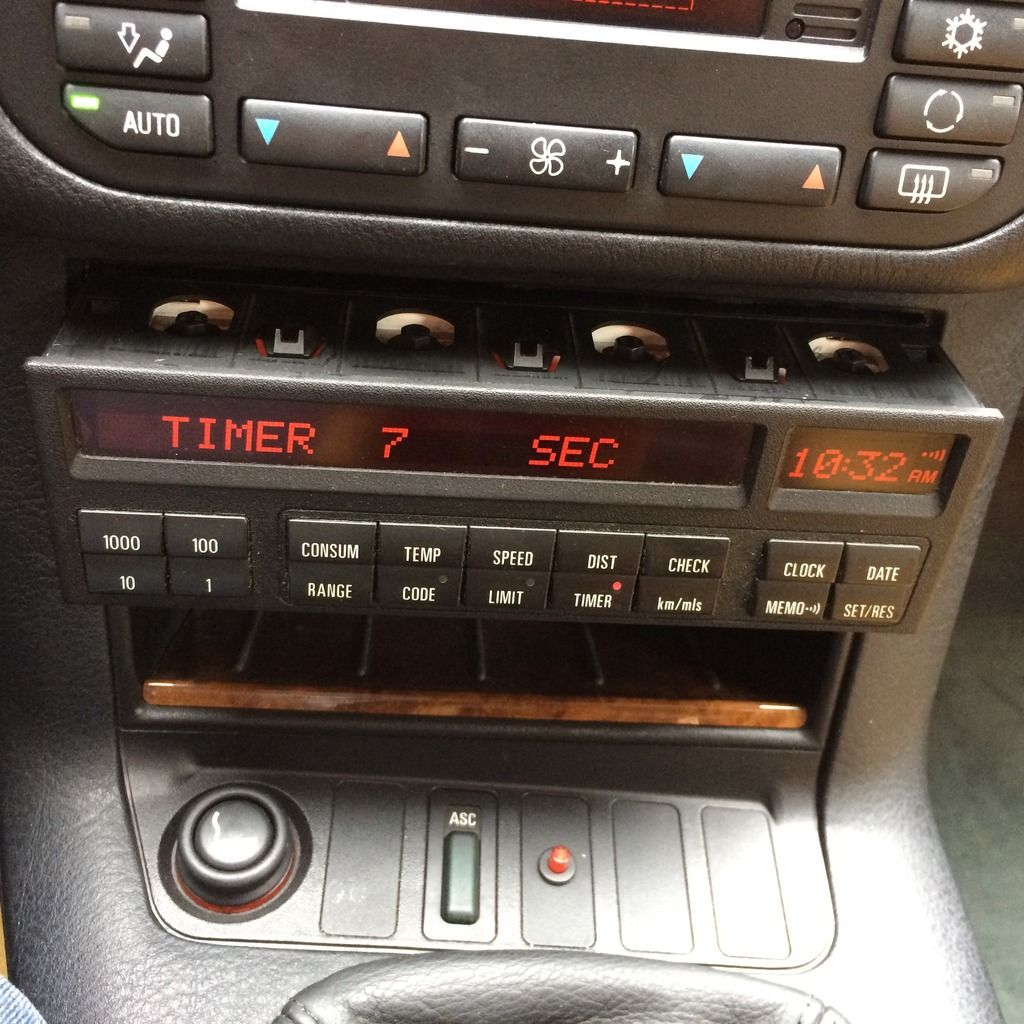 AUTO
- +
TIMER 7 SEC
10:32 AM
1000 100
10 1
CONSUM TEMP SPEED DIST CHECK
RANGE CODE LIMIT TIMER km/mls
CLOCK DATE
MEMO SET/RES
ASC